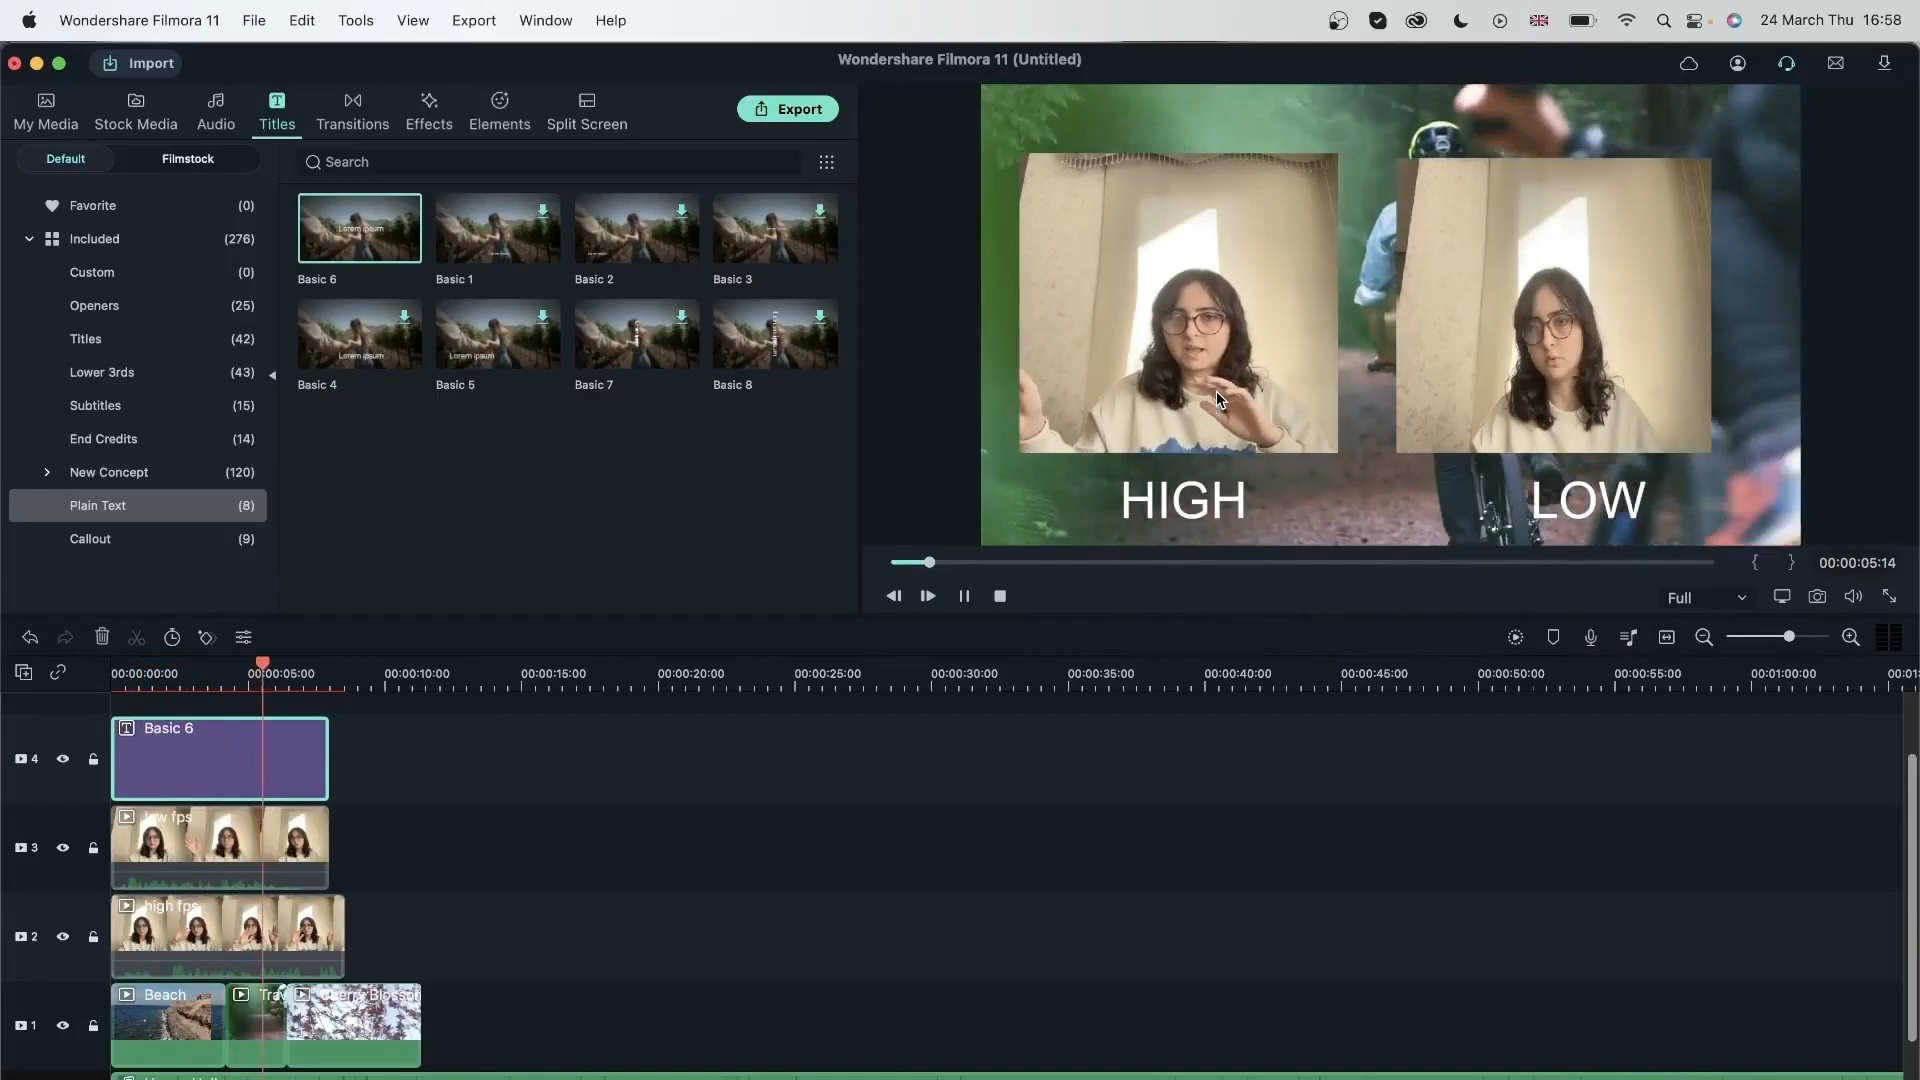 Wondershare Filmora 11 File Edit Tools View Export Window Help 24 March Thu 16:58
Wondershare Filmora 11 (Untitled)
Import
My Media Stock Media Audio Titles Transitions Effects Elements Split Screen Export
Default Filmstock Search
Favorite (0)
Included (276)
Custom (0)
Openers (25)
Titles (42)
Lower 3rds (43)
Subtitles (15)
End Credits (14)
New Concept (120)
Plain Text (8)
Callout (9)
Lorem ipsum
Basic 6 Basic 1 Basic 2 Basic 3
Lorem ipsum Lorem ipsum
Basic 4 Basic 5 Basic 7 Basic 8
HIGH LOW
00:00:05:14
Full
00:00:00:00 00:00:05:00 00:00:10:00 00:00:15:00 00:00:20:00 00:00:25:00 00:00:30:00 00:00:35:00 00:00:40:00 00:00:45:00 00:00:50:00 00:00:55:00 00:01:00:00 00:01
Basic 6
4
low fps
3
high fps
2
Beach Trav Cherry Blossom
1